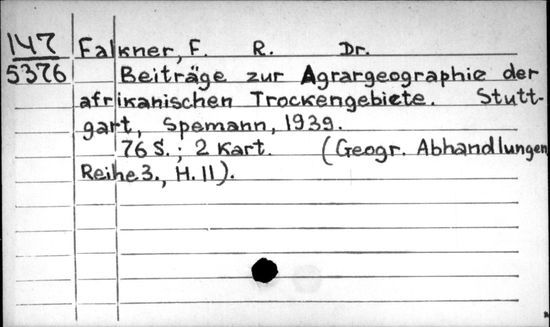 147 Falkner, F. R. Dr.
5376 Beiträge zur Agrargeographie der
afrikanischen Trockengebiete. Stutt-
gart, Spemann, 1939.
76 S.; 2 Kart. (Geogr. Abhandlungen
Reihe 3., H. 11).